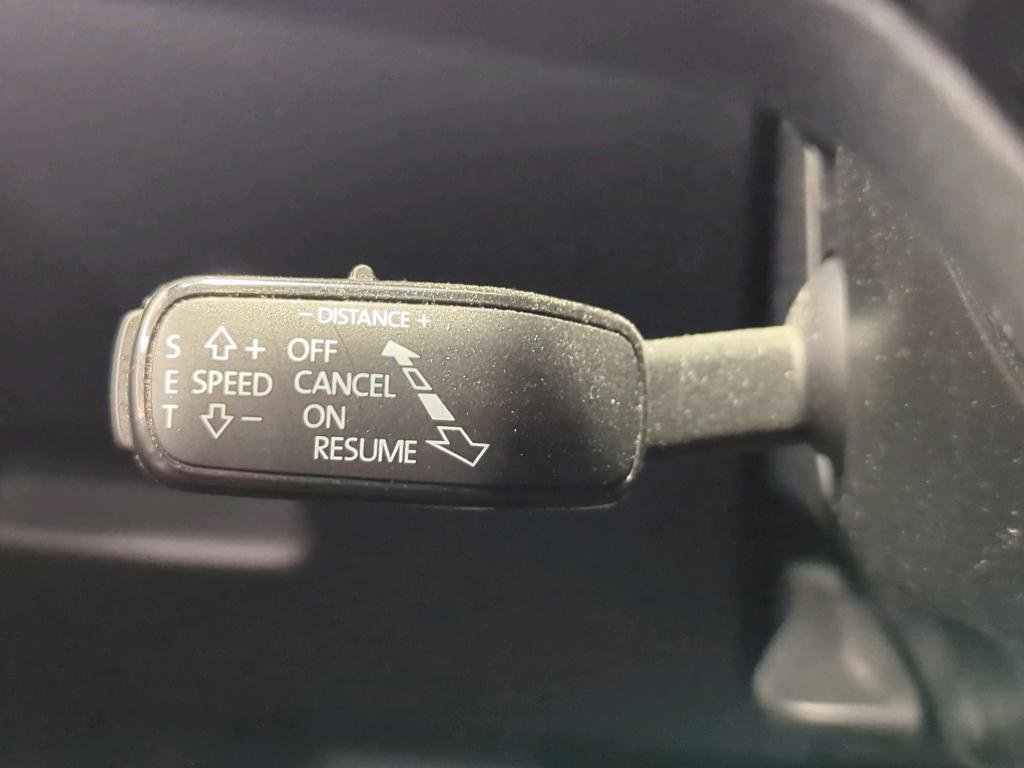 – DISTANCE +
S + OFF
E SPEED CANCEL
T – ON
RESUME